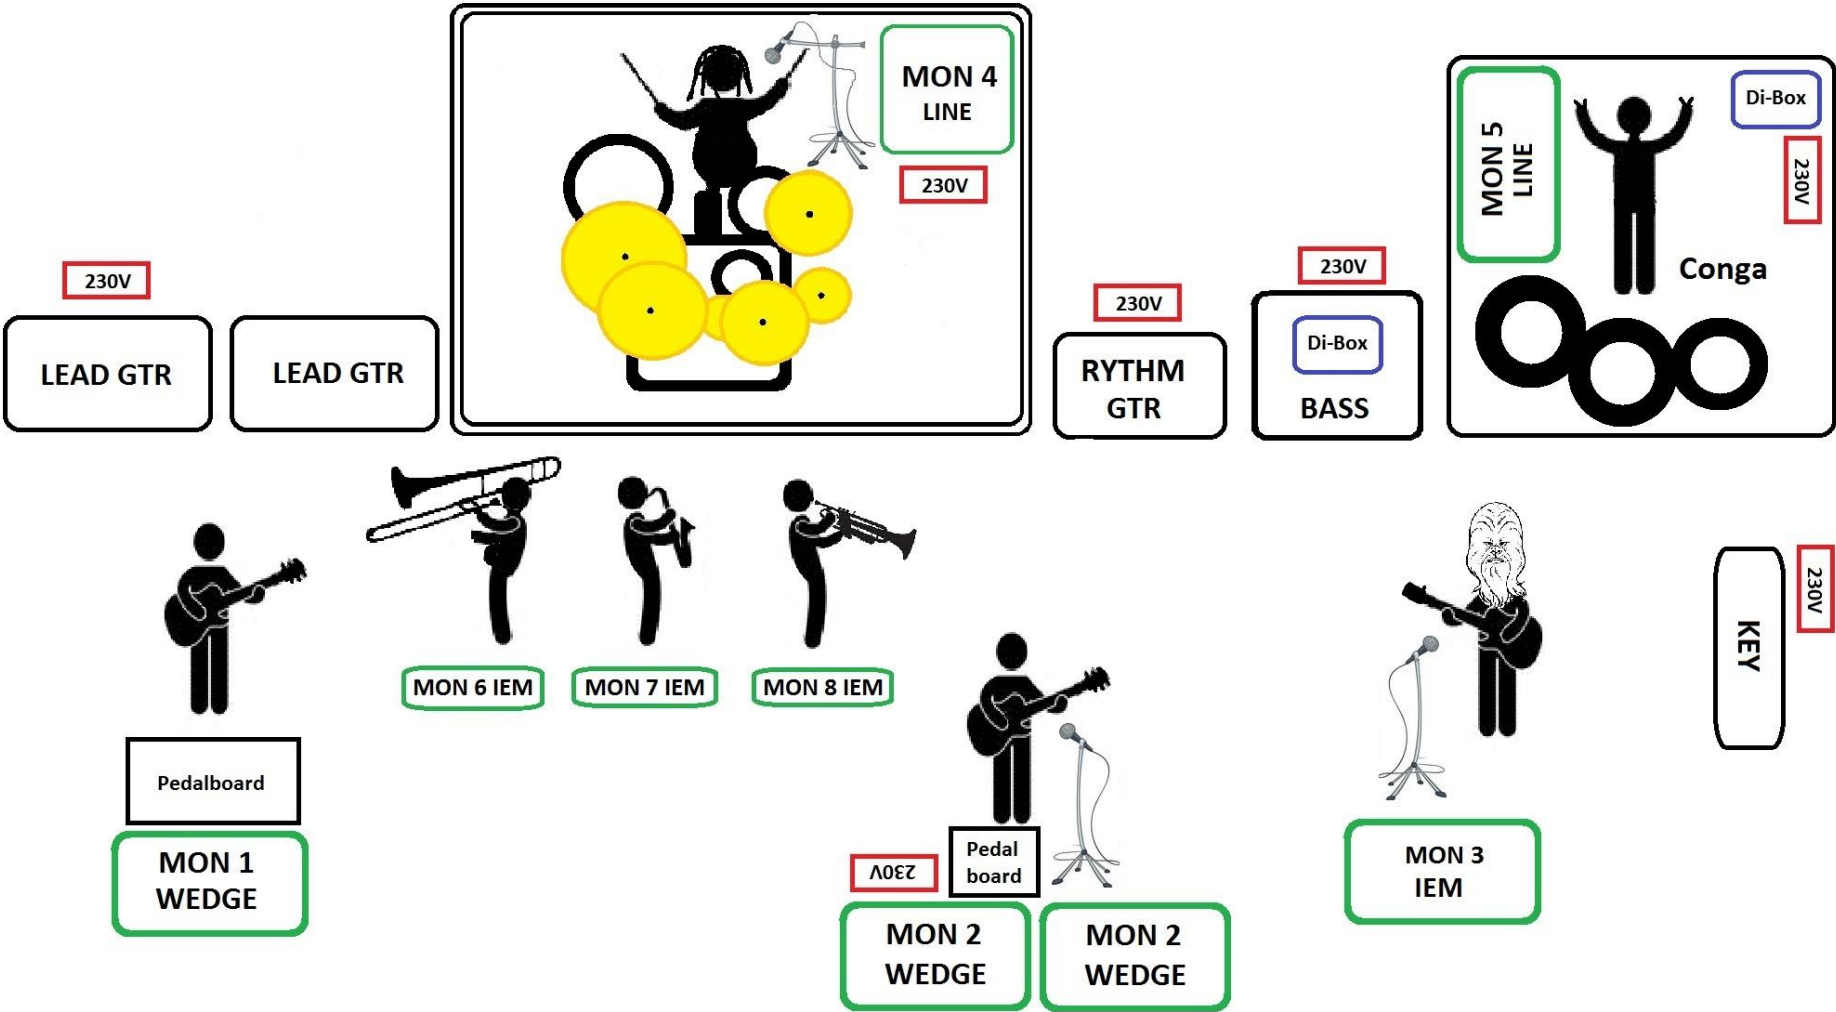 MON 4
LINE
230V
MON 5
LINE
Di-Box
230V
Conga
230V
LEAD GTR
LEAD GTR
230V
RYTHM
GTR
230V
Di-Box
BASS
MON 6 IEM
MON 7 IEM
MON 8 IEM
230V
KEY
Pedalboard
MON 1
WEDGE
230V
Pedal
board
MON 2
WEDGE
MON 2
WEDGE
MON 3
IEM